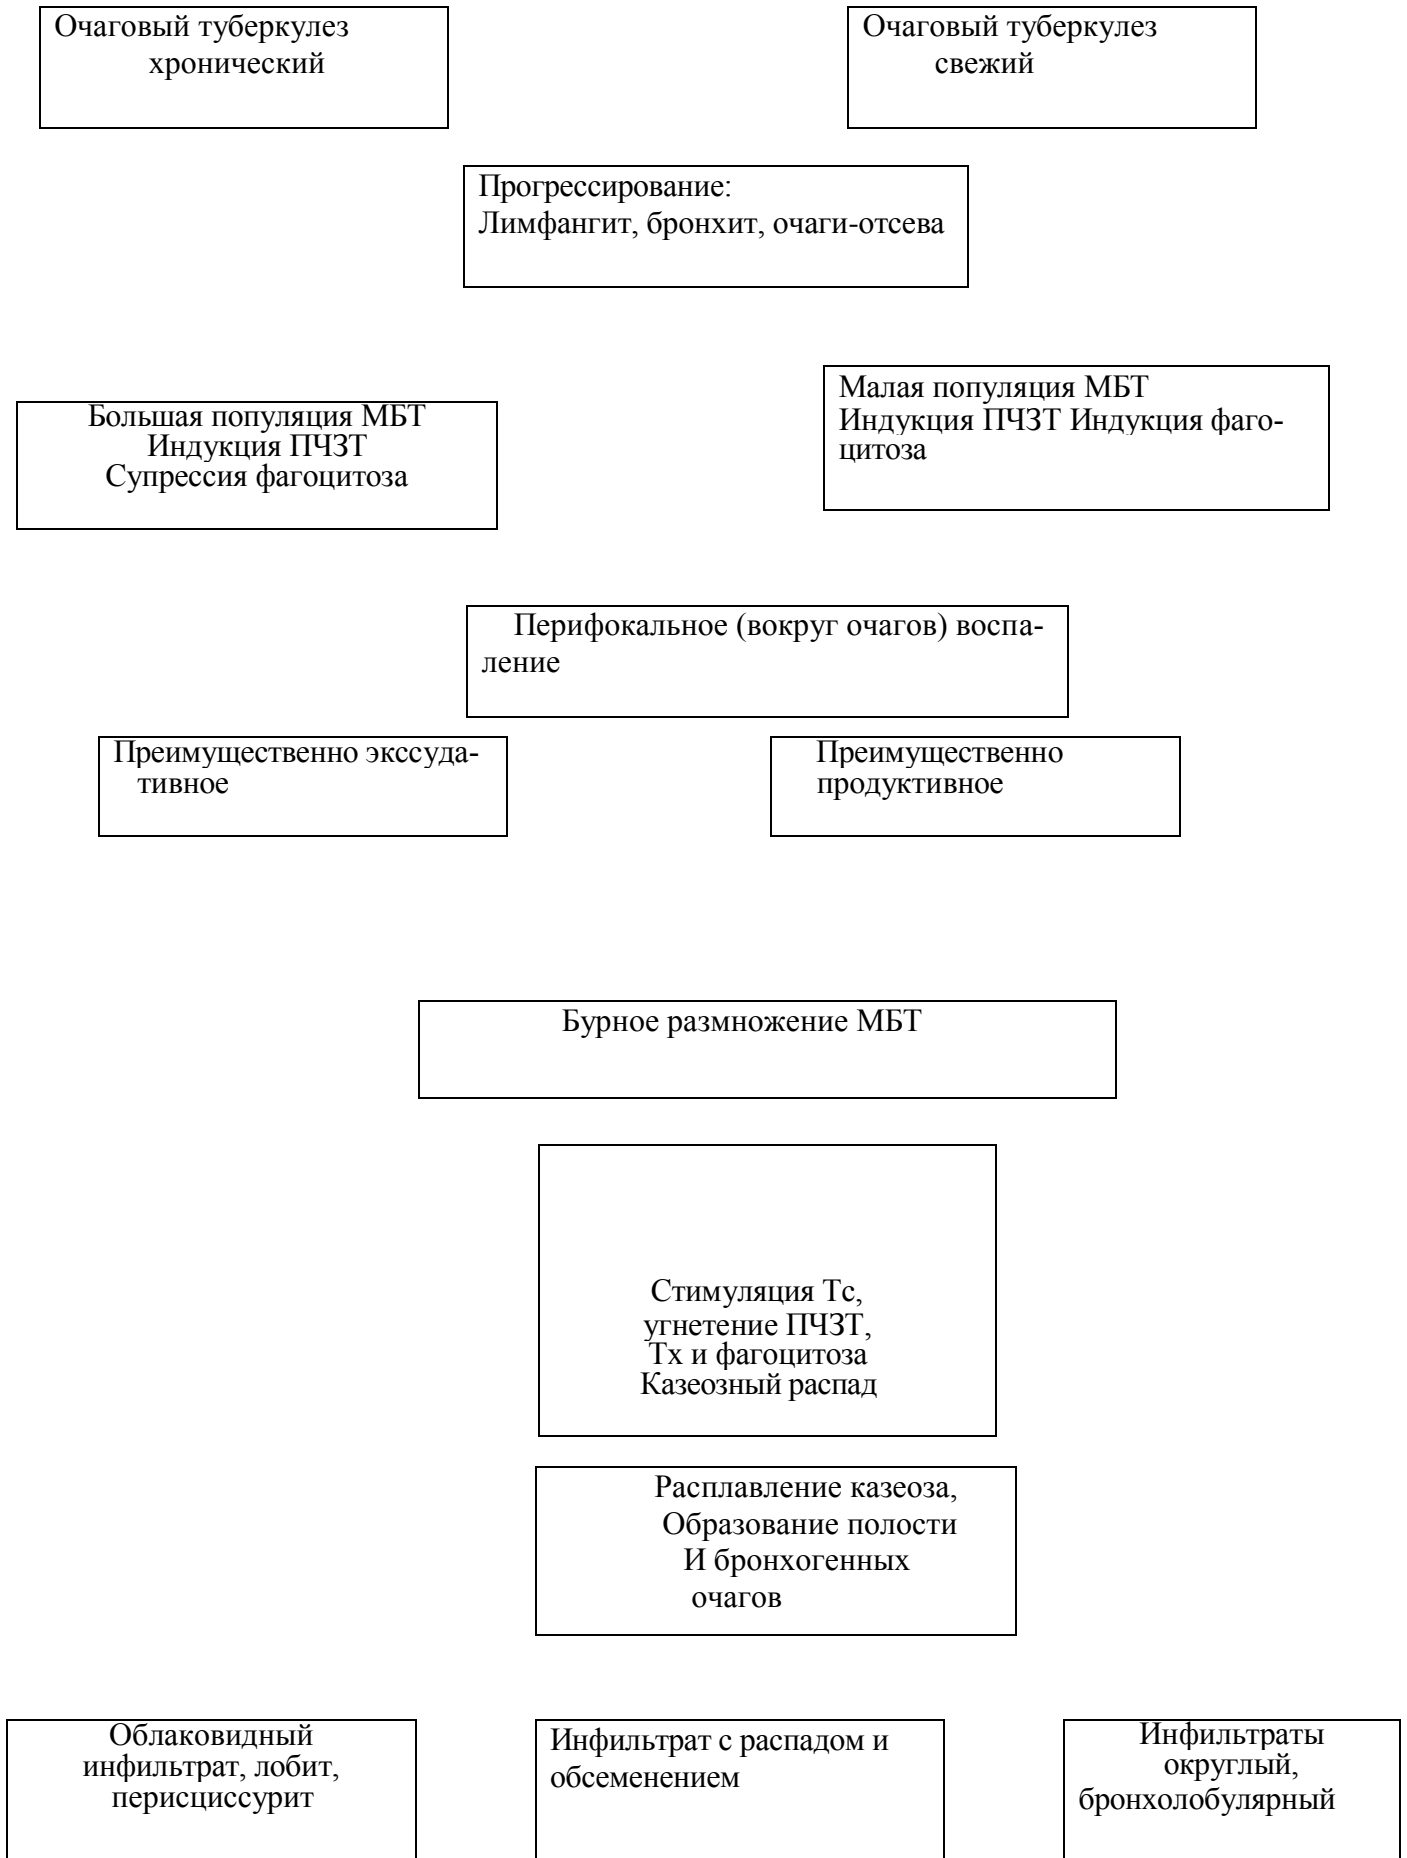 Очаговый туберкулез
хронический
Очаговый туберкулез
свежий
Прогрессирование:
Лимфангит, бронхит, очаги-отсева
Большая популяция МБТ
Индукция ПЧЗТ
Супрессия фагоцитоза
Малая популяция МБТ
Индукция ПЧЗТ Индукция фаго-
цитоза
Перифокальное (вокруг очагов) воспа-
ление
Преимущественно экссуда-
тивное
Преимущественно
продуктивное
Бурное размножение МБТ
Стимуляция Тс,
угнетение ПЧЗТ,
Тх и фагоцитоза
Казеозный распад
Расплавление казеоза,
Образование полости
И бронхогенных
очагов
Облаковидный
инфильтрат, лобит,
перисциссурит
Инфильтрат с распадом и
обсеменением
Инфильтраты
округлый,
бронхолобулярный